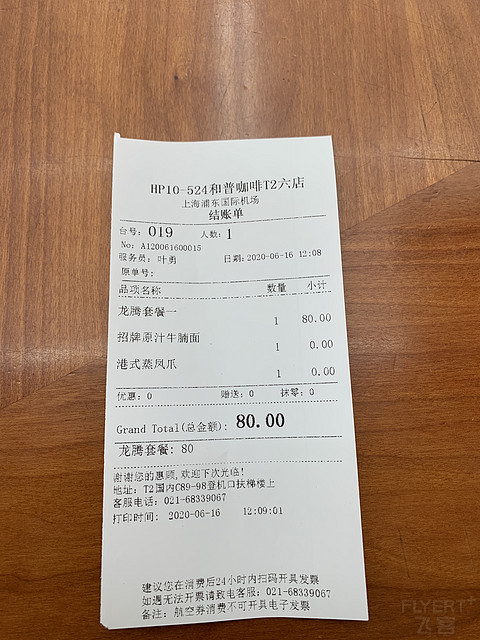 HP10-524和普咖啡T2六店
上海浦东国际机场
结账单
台号: 019 人数: 1
No: A120061600015
服务员: 叶勇 日期:2020-06-16 12:08
原单号:
品项名称 数量 小计
龙腾套餐一 1 80.00
招牌原汁牛腩面 1 0.00
港式蒸凤爪 1 0.00
优惠: 0 赠送: 0 抹零: 0
Grand Total(总金额): 80.00
龙腾套餐: 80
谢谢您的惠顾,欢迎下次光临!
地址: T2国内C89-98登机口扶梯楼上
客服电话: 021-68339067
打印时间: 2020-06-16 12:09:01
建议您在消费后24小时内扫码开具发票
如遇无法开票请致电客服: 021-68339067
备注: 航空券消费不可开具电子发票
FLYERT
飞客